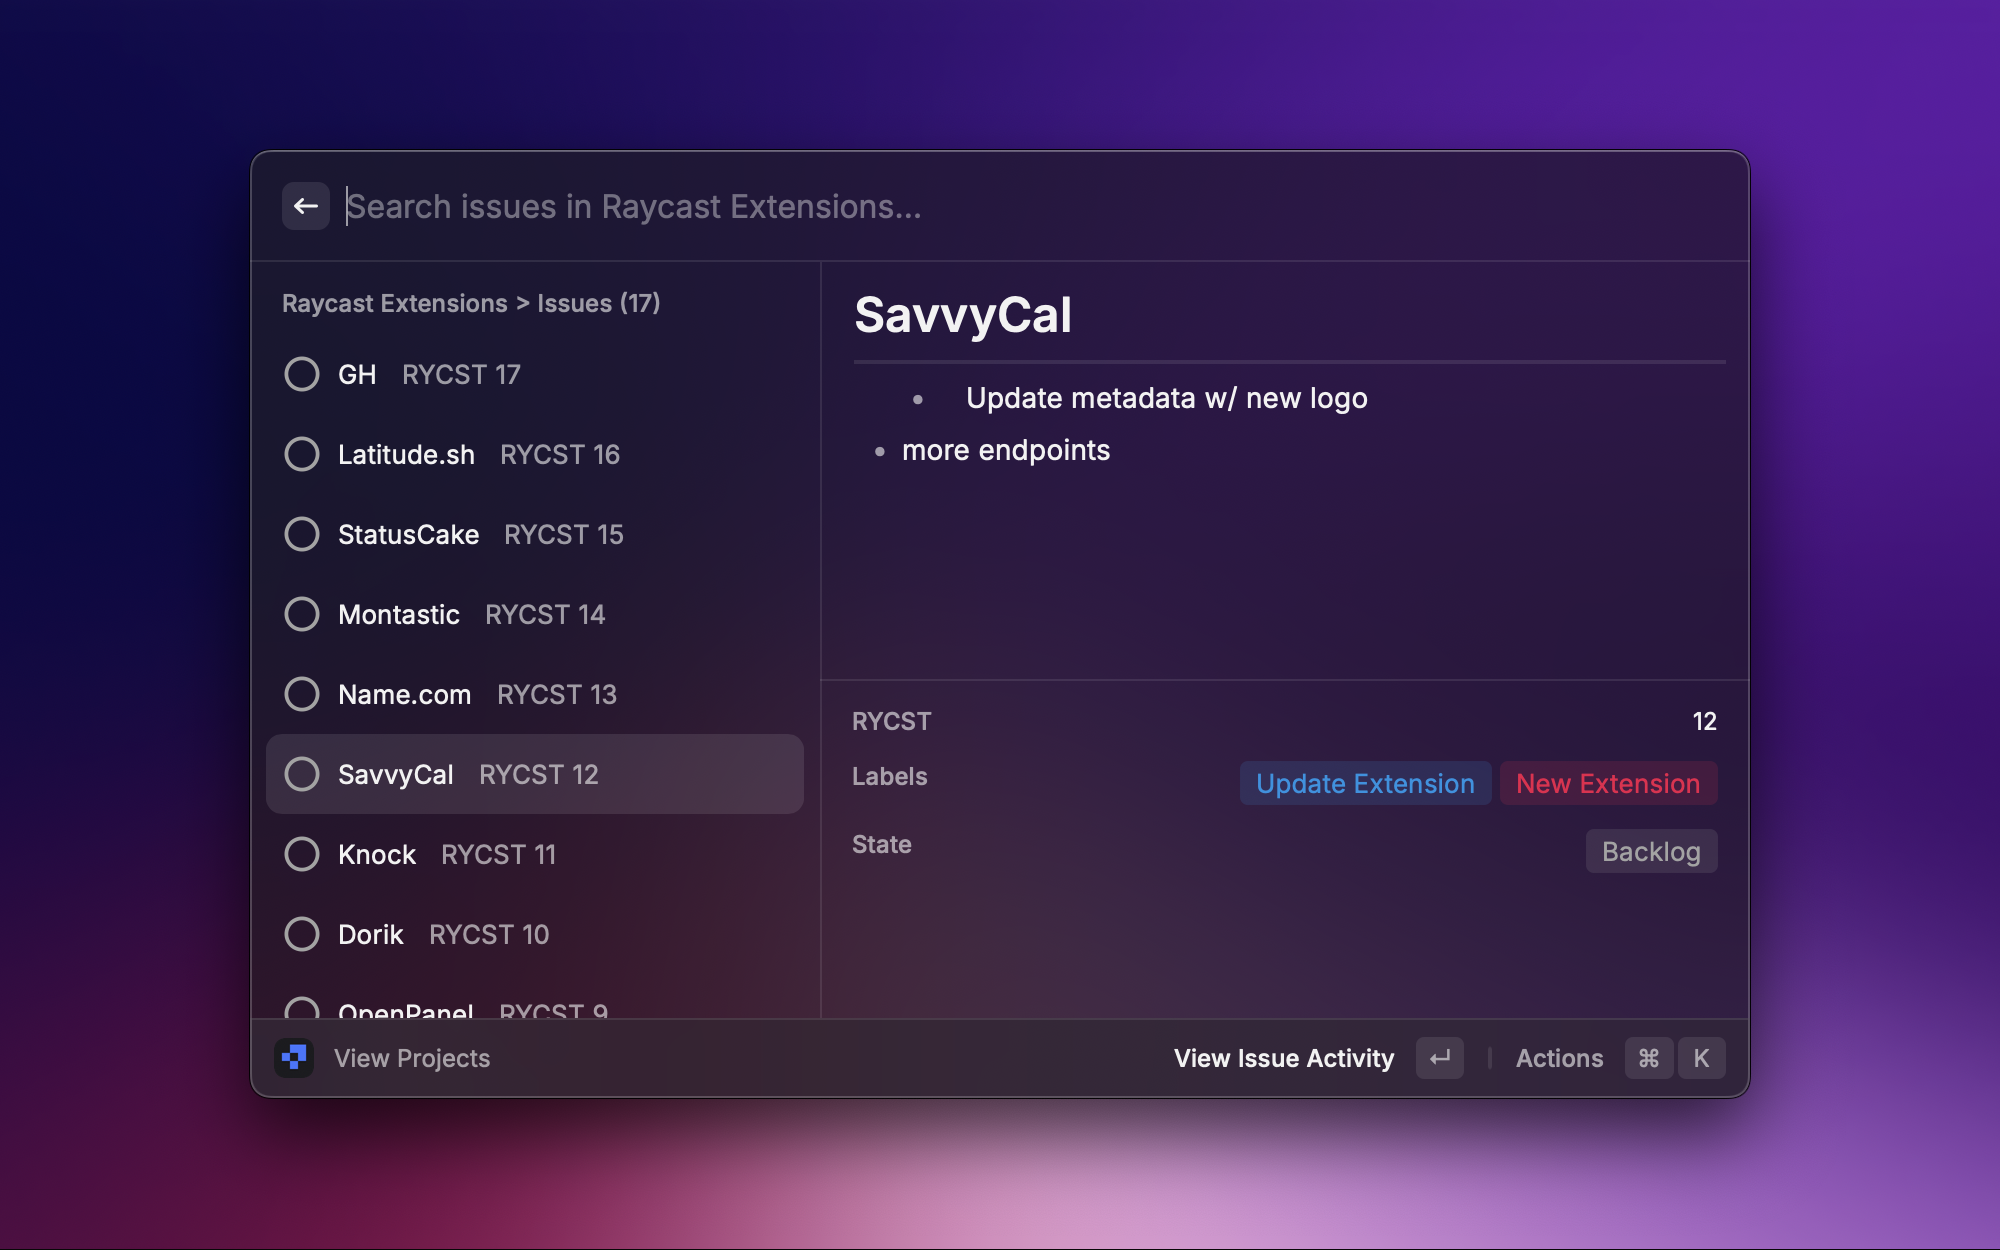 Search issues in Raycast Extensions...
Raycast Extensions > Issues (17)
GH RYCST 17
Latitude.sh RYCST 16
StatusCake RYCST 15
Montastic RYCST 14
Name.com RYCST 13
SavvyCal RYCST 12
Knock RYCST 11
Dorik RYCST 10
OpenPanel RYCST 9
SavvyCal
• Update metadata w/ new logo
• more endpoints
RYCST 12
Labels Update Extension New Extension
State Backlog
View Projects View Issue Activity ↵ Actions ⌘ K